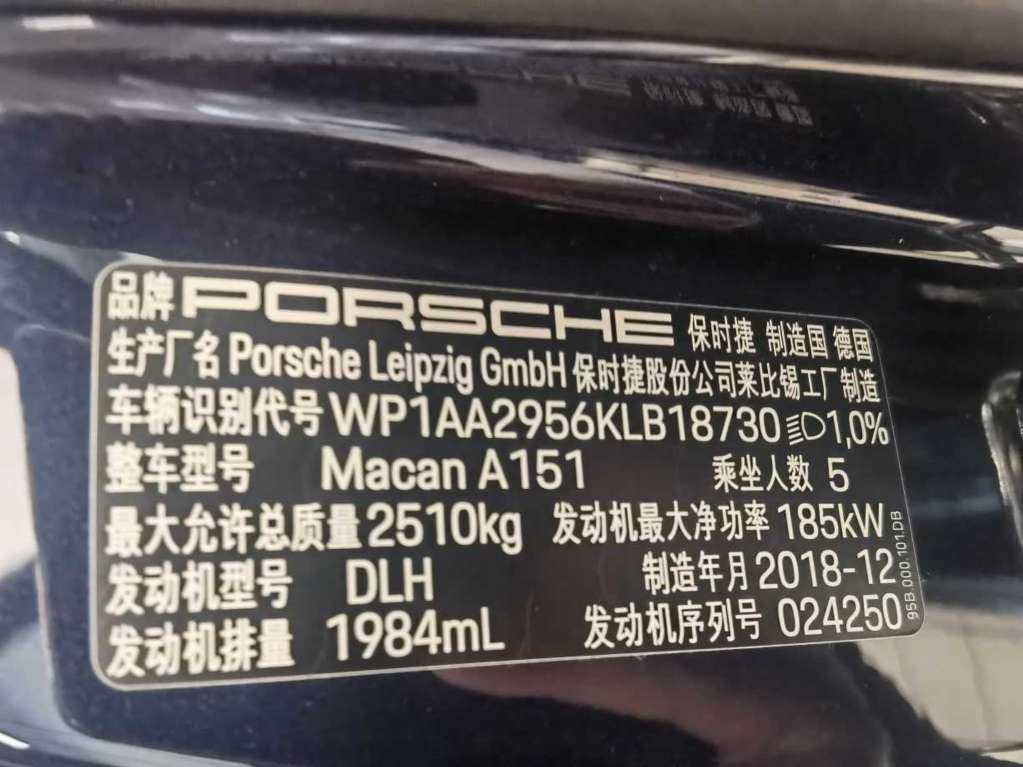 品牌 PORSCHE 保时捷 制造国 德国
生产厂名 Porsche Leipzig GmbH 保时捷股份公司莱比锡工厂制造
车辆识别代号 WP1AA2956KLB18730 1,0%
整车型号 Macan A151 乘坐人数 5
最大允许总质量 2510kg 发动机最大净功率 185kW
发动机型号 DLH 制造年月 2018-12
发动机排量 1984mL 发动机序列号 024250
95B.000.101.DB